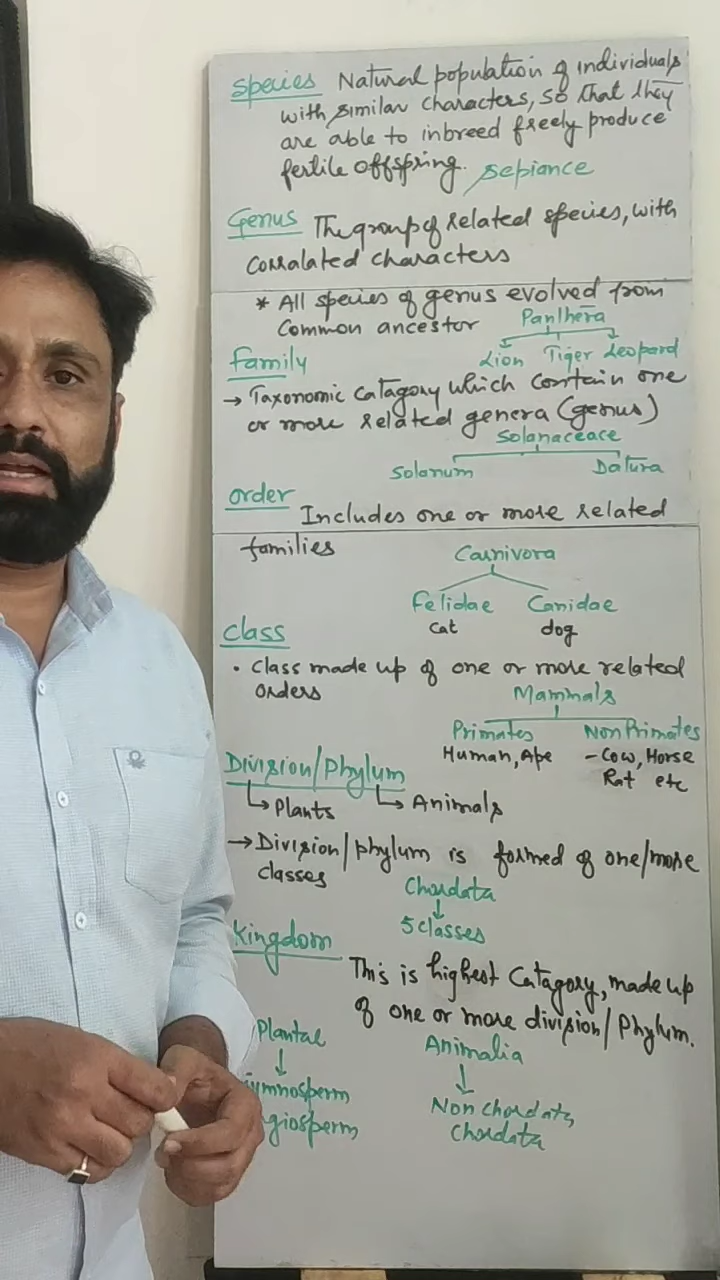 Species Natural population of individuals
with similar characters, so that they
are able to inbreed freely produce
fertile offspring. sepiance
Genus The group of related species, with
Corralated characters
* All species of genus evolved from
Common ancestor Panthera
Lion Tiger Leopard
family
→ Taxonomic Catagory which contain one
or more related genera (genus)
Solanaceace
Solanum Datura
order Includes one or more related
families
Carnivora
Felidae Canidae
Cat dog
Class
• Class made up of one or more related
orders
Mammals
Primates Non Primates
Human, Ape - Cow, Horse
Rat etc
Division/Phylum
Plants Animals
→ Division/phylum is formed of one/more
classes
Chordata
5 classes
Kingdom
This is highest Catagory, made up
of one or more division/Phylum.
Plantae Animalia
ymnosperm Non chordata,
giosperm Chordata